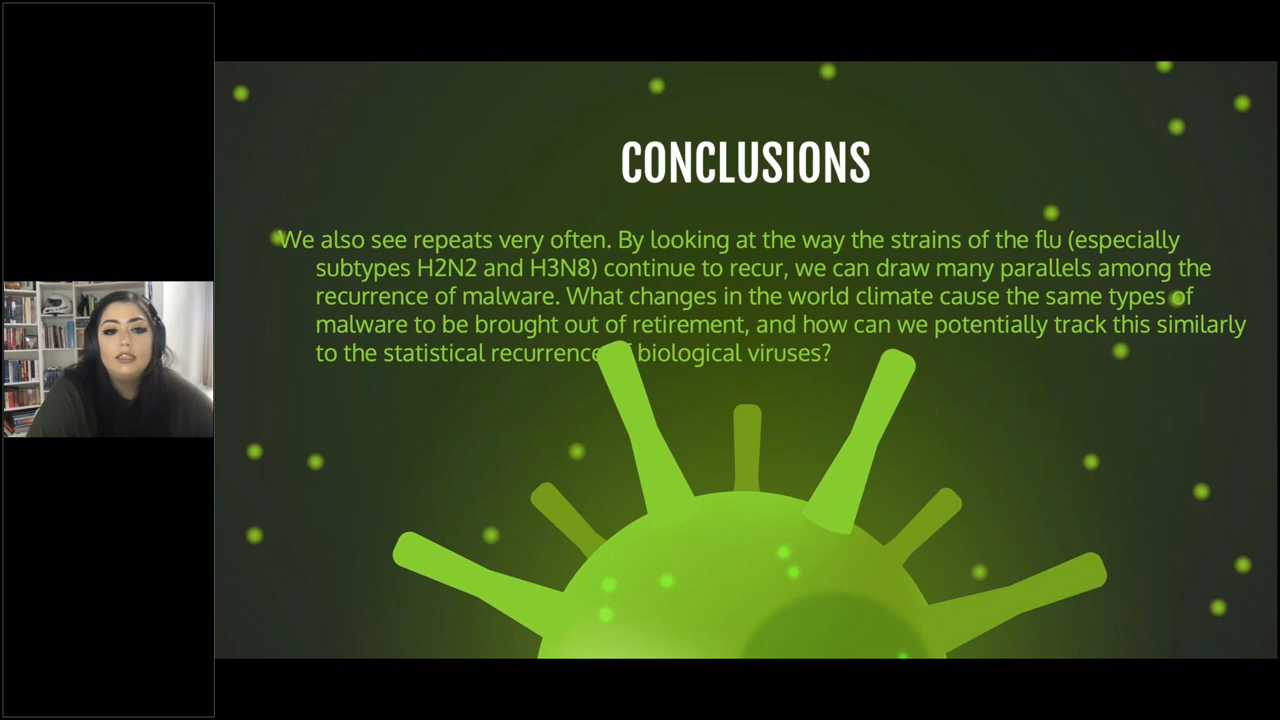 CONCLUSIONS
We also see repeats very often. By looking at the way the strains of the flu (especially
subtypes H2N2 and H3N8) continue to recur, we can draw many parallels among the
recurrence of malware. What changes in the world climate cause the same types of
malware to be brought out of retirement, and how can we potentially track this similarly
to the statistical recurrence of biological viruses?